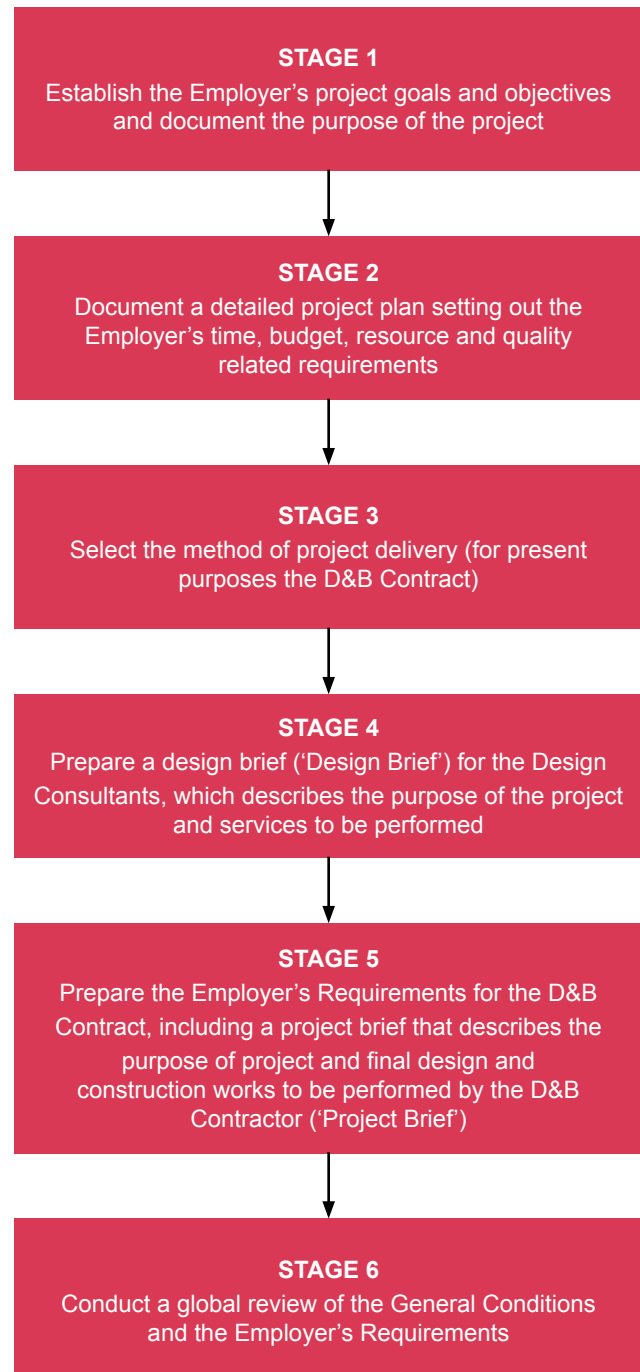 STAGE 1
Establish the Employer’s project goals and objectives
and document the purpose of the project
STAGE 2
Document a detailed project plan setting out the
Employer’s time, budget, resource and quality
related requirements
STAGE 3
Select the method of project delivery (for present
purposes the D&B Contract)
STAGE 4
Prepare a design brief (‘Design Brief’) for the Design
Consultants, which describes the purpose of the project
and services to be performed
STAGE 5
Prepare the Employer’s Requirements for the D&B
Contract, including a project brief that describes the
purpose of project and final design and
construction works to be performed by the D&B
Contractor (‘Project Brief’)
STAGE 6
Conduct a global review of the General Conditions
and the Employer’s Requirements